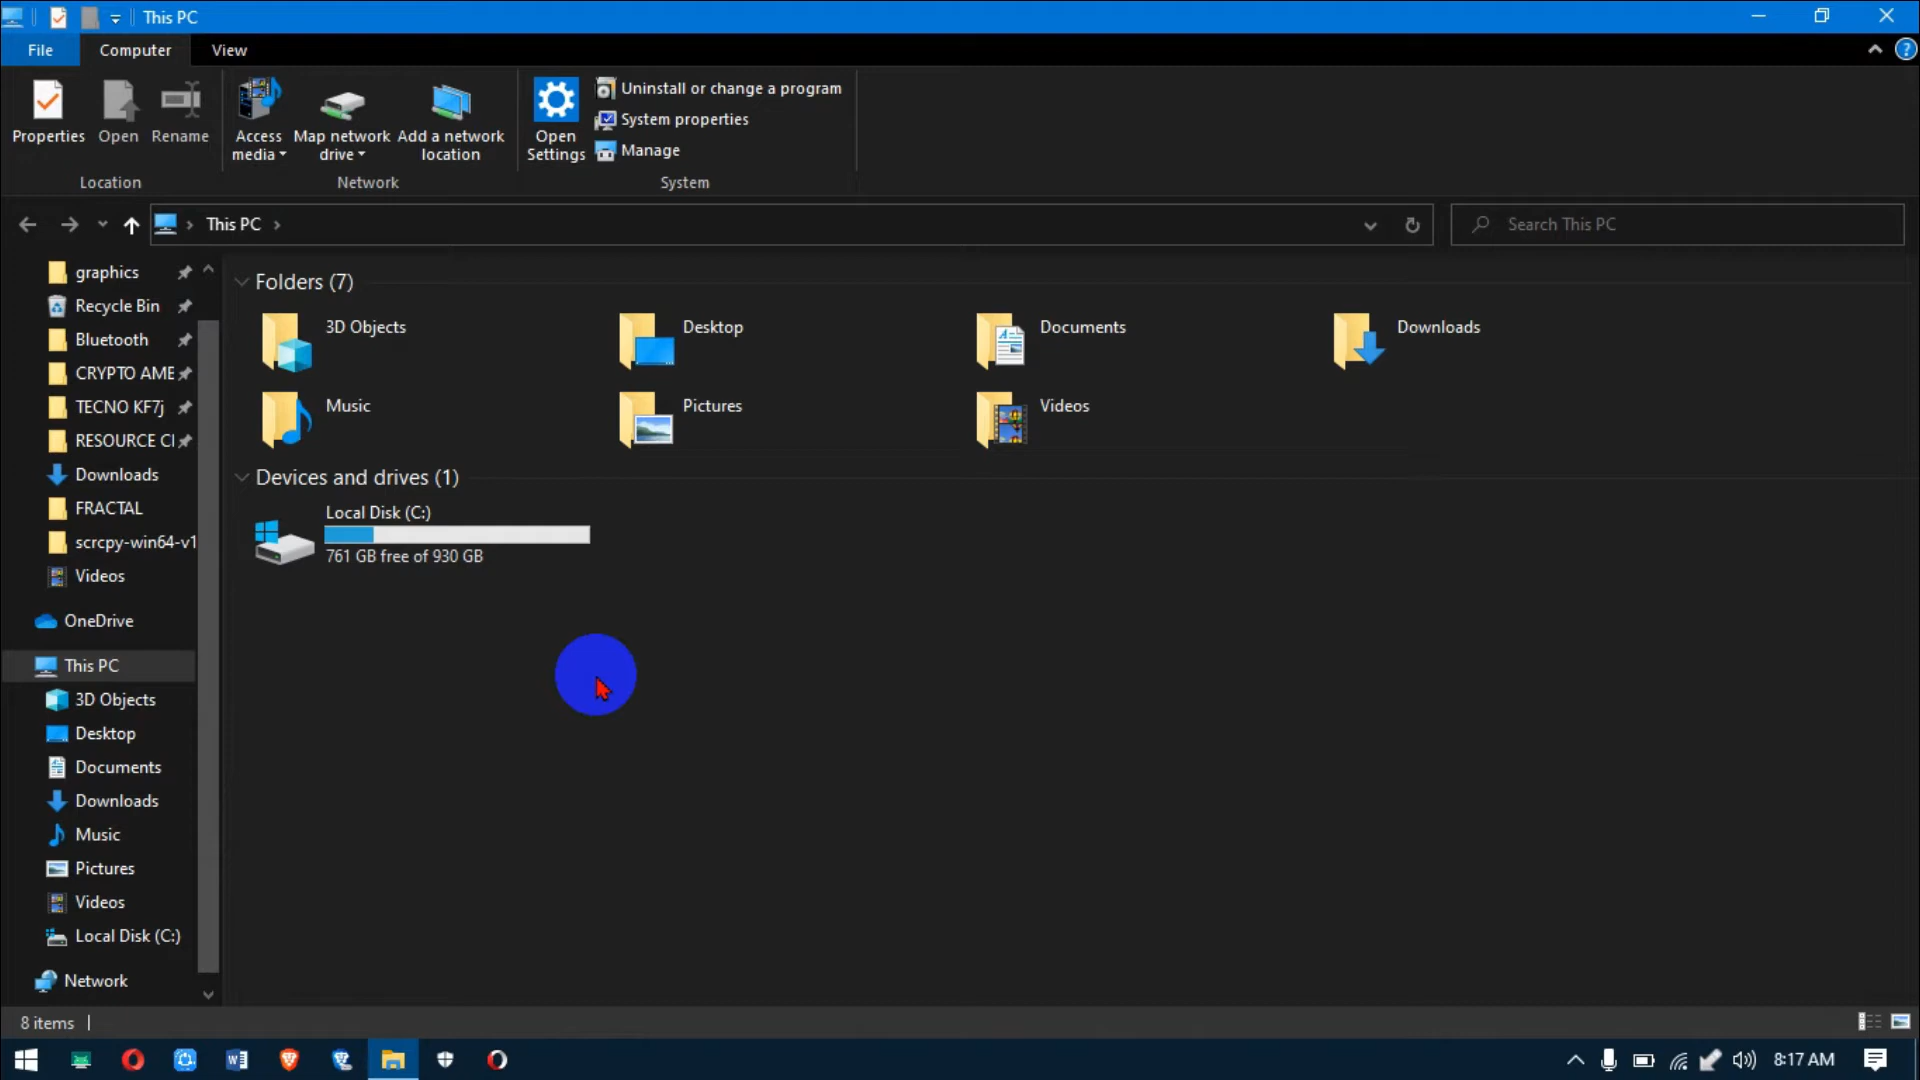 This PC
File Computer View
Properties Open Rename
Access media
Map network drive
Add a network location
Open Settings
Uninstall or change a program
System properties
Manage
Location Network System
This PC
Search This PC
graphics
Recycle Bin
Bluetooth
CRYPTO AME
TECNO KF7j
RESOURCE CI
Downloads
FRACTAL
scrcpy-win64-v1
Videos
OneDrive
This PC
3D Objects
Desktop
Documents
Downloads
Music
Pictures
Videos
Local Disk (C:)
Network
Folders (7)
3D Objects Desktop Documents Downloads
Music Pictures Videos
Devices and drives (1)
Local Disk (C:)
761 GB free of 930 GB
8 items
8:17 AM